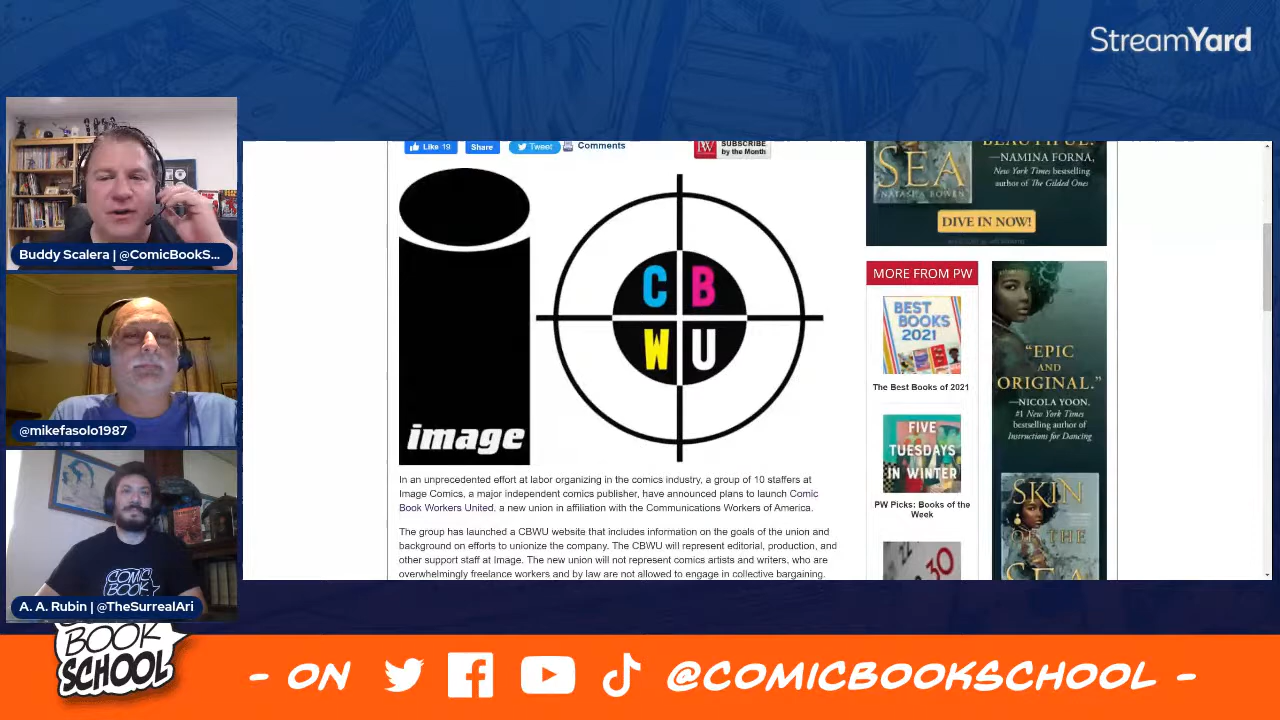 StreamYard
Like 19
Share
Tweet
Comments
PW
SUBSCRIBE
by the Month
SEA
BEAUTIFUL."
—NAMINA FORNA,
New York Times bestselling
author of The Gilded Ones
DIVE IN NOW!
C B
W U
image
MORE FROM PW
BEST
BOOKS
2021
The Best Books of 2021
FIVE
TUESDAYS
IN WINTER
PW Picks: Books of the
Week
30
"EPIC
AND
ORIGINAL."
—NICOLA YOON,
#1 New York Times
bestselling author of
Instructions for Dancing
SKIN
OF THE
SEA
In an unprecedented effort at labor organizing in the comics industry, a group of 10 staffers at
Image Comics, a major independent comics publisher, have announced plans to launch Comic
Book Workers United, a new union in affiliation with the Communications Workers of America.
The group has launched a CBWU website that includes information on the goals of the union and
background on efforts to unionize the company. The CBWU will represent editorial, production, and
other support staff at Image. The new union will not represent comics artists and writers, who are
overwhelmingly freelance workers and by law are not allowed to engage in collective bargaining.
Buddy Scalera | @ComicBookS...
@mikefasolo1987
COMIC
BOOK
A. A. Rubin | @TheSurrealAri
BOOK
SCHOOL
- ON
@COMICBOOKSCHOOL -